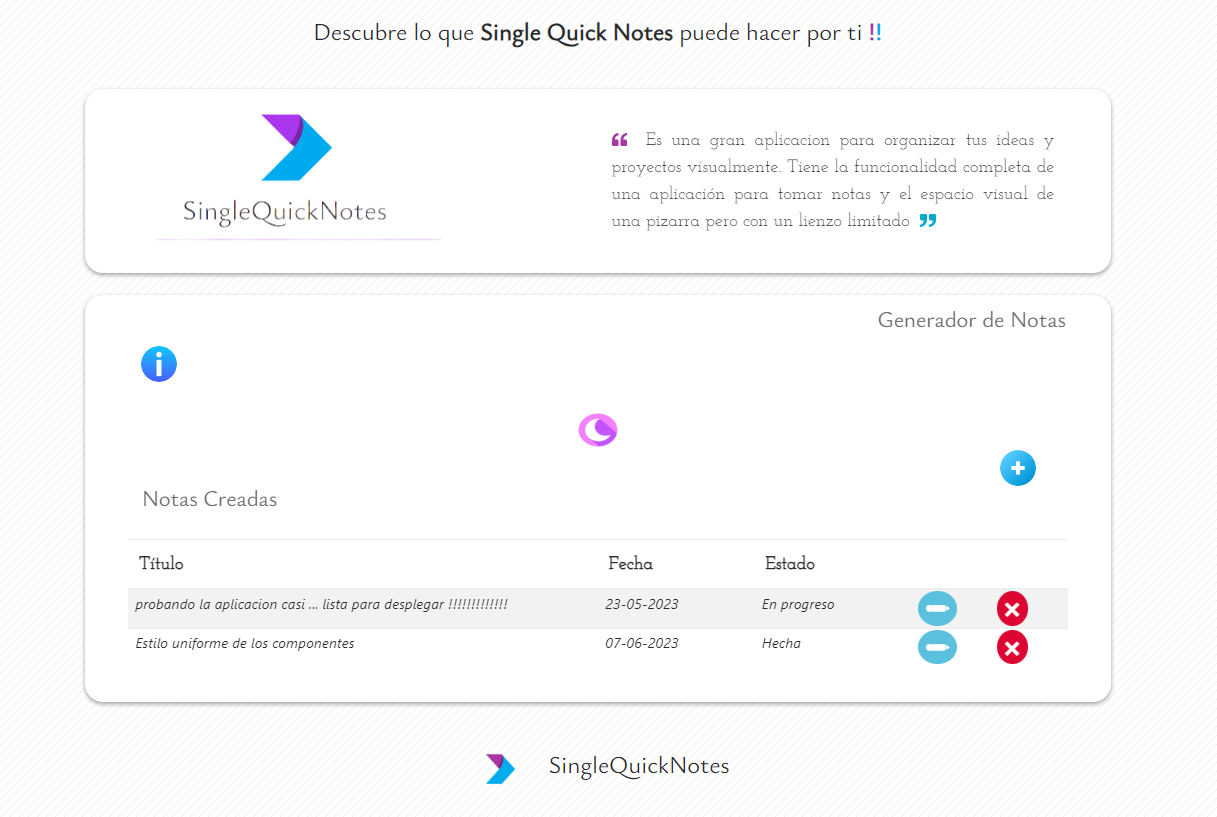 Descubre lo que Single Quick Notes puede hacer por ti !!
SingleQuickNotes
❝ Es una gran aplicacion para organizar tus ideas y
proyectos visualmente. Tiene la funcionalidad completa de
una aplicación para tomar notas y el espacio visual de
una pizarra pero con un lienzo limitado ❞
Generador de Notas
i
Notas Creadas
Título Fecha Estado
probando la aplicacion casi ... lista para desplegar !!!!!!!!!!!!! 23-05-2023 En progreso
Estilo uniforme de los componentes 07-06-2023 Hecha
SingleQuickNotes